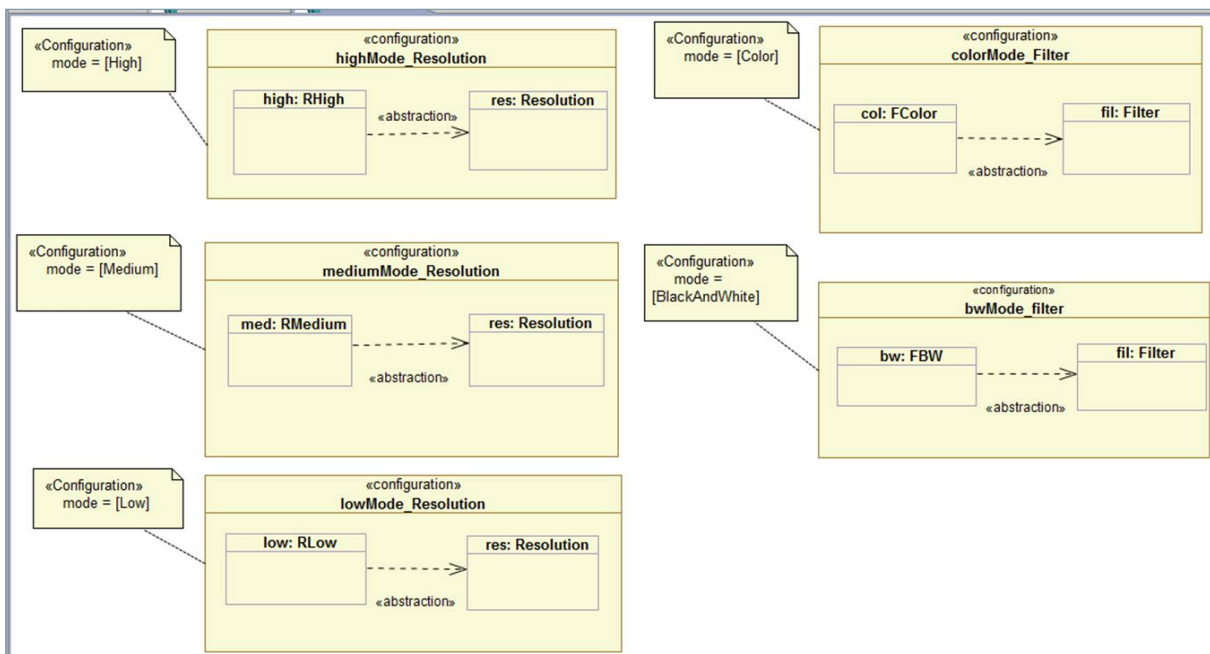 «Configuration»
mode = [High]
«configuration»
highMode_Resolution
high: RHigh
«abstraction»
res: Resolution
«Configuration»
mode = [Color]
«configuration»
colorMode_Filter
col: FColor
«abstraction»
fil: Filter
«Configuration»
mode = [Medium]
«configuration»
mediumMode_Resolution
med: RMedium
«abstraction»
res: Resolution
«Configuration»
mode =
[BlackAndWhite]
«configuration»
bwMode_filter
bw: FBW
«abstraction»
fil: Filter
«Configuration»
mode = [Low]
«configuration»
lowMode_Resolution
low: RLow
«abstraction»
res: Resolution